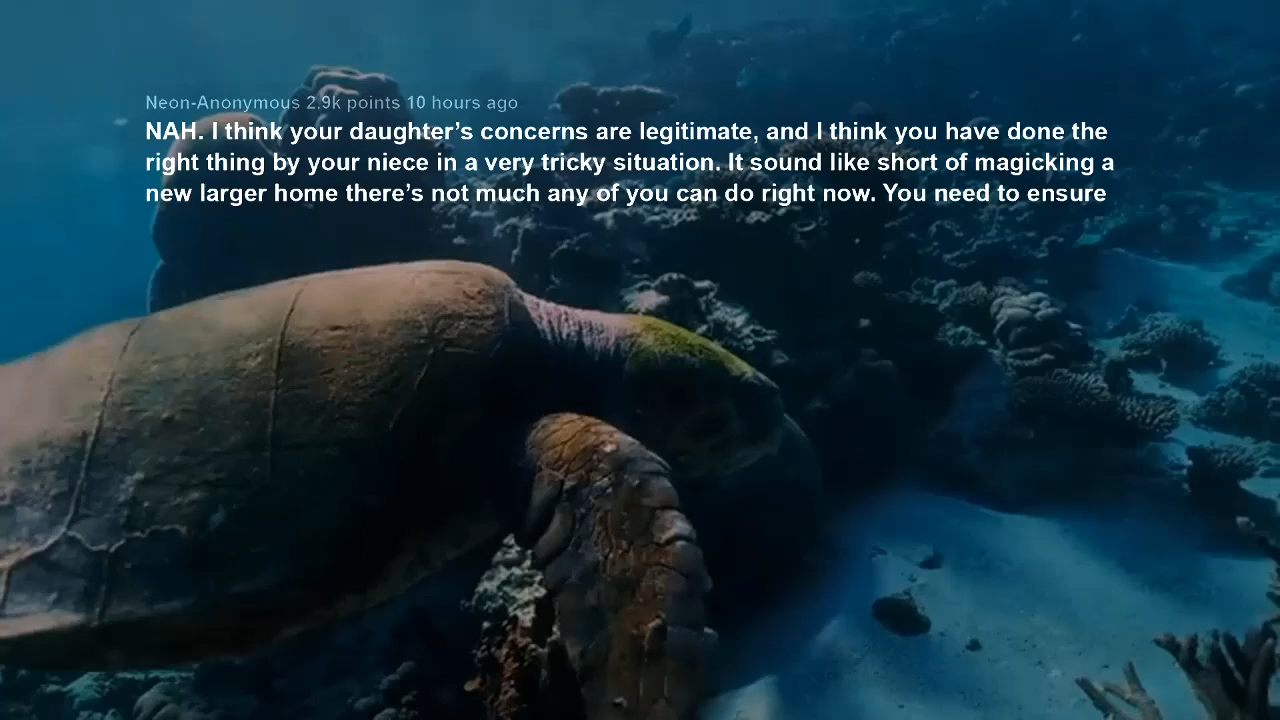 Neon-Anonymous 2.9k points 10 hours ago
NAH. I think your daughter’s concerns are legitimate, and I think you have done the
right thing by your niece in a very tricky situation. It sound like short of magicking a
new larger home there’s not much any of you can do right now. You need to ensure